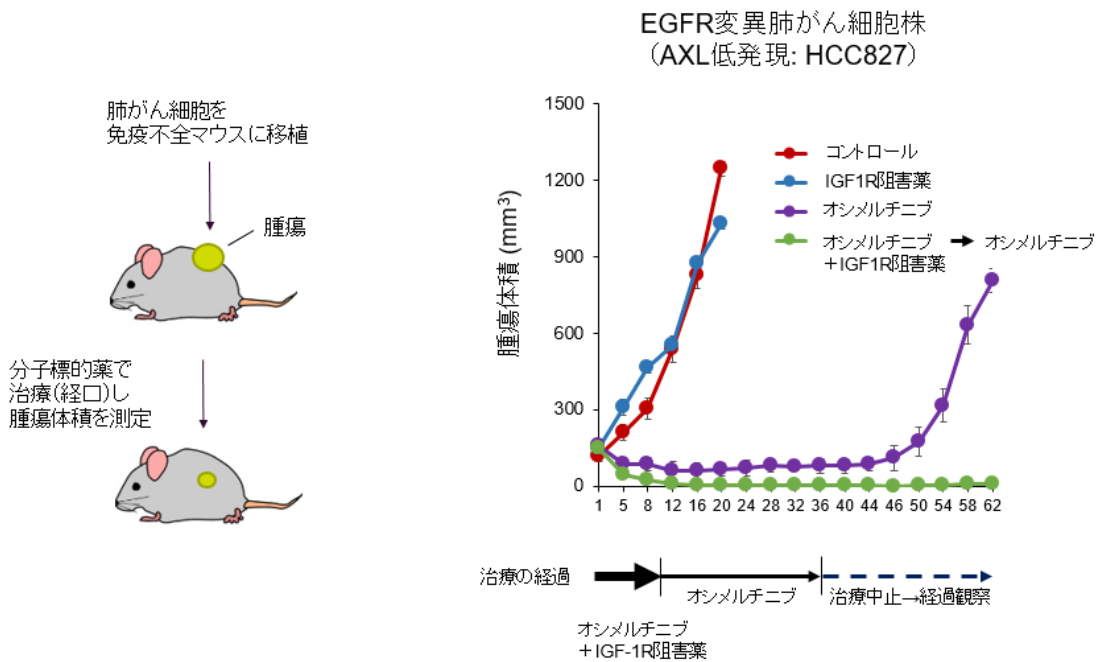 EGFR変異肺がん細胞株
(AXL低発現: HCC827)
肺がん細胞を
免疫不全マウスに移植
腫瘍
分子標的薬で
治療(経口)し
腫瘍体積を測定
腫瘍体積 (mm³)
1500
1200
900
600
300
0
コントロール
IGF1R阻害薬
オシメルチニブ
オシメルチニブ
+IGF1R阻害薬
オシメルチニブ
1 5 8 12 16 20 24 28 32 36 40 44 46 50 54 58 62
治療の経過
オシメルチニブ
治療中止→経過観察
オシメルチニブ
+IGF-1R阻害薬